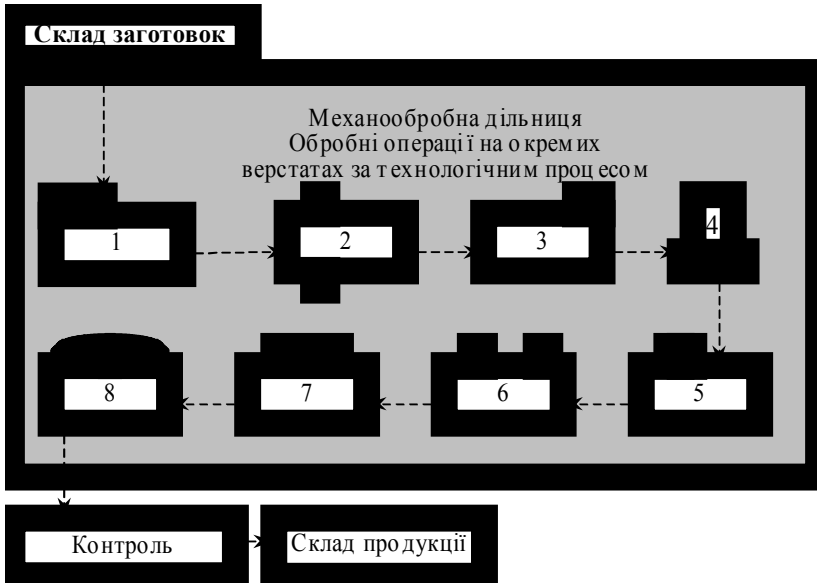 Склад заготовок
Механообробна дільниця
Обробні операції на окремих
верстатах за технологічним процесом
1
2
3
4
8
7
6
5
Контроль
Склад продукції